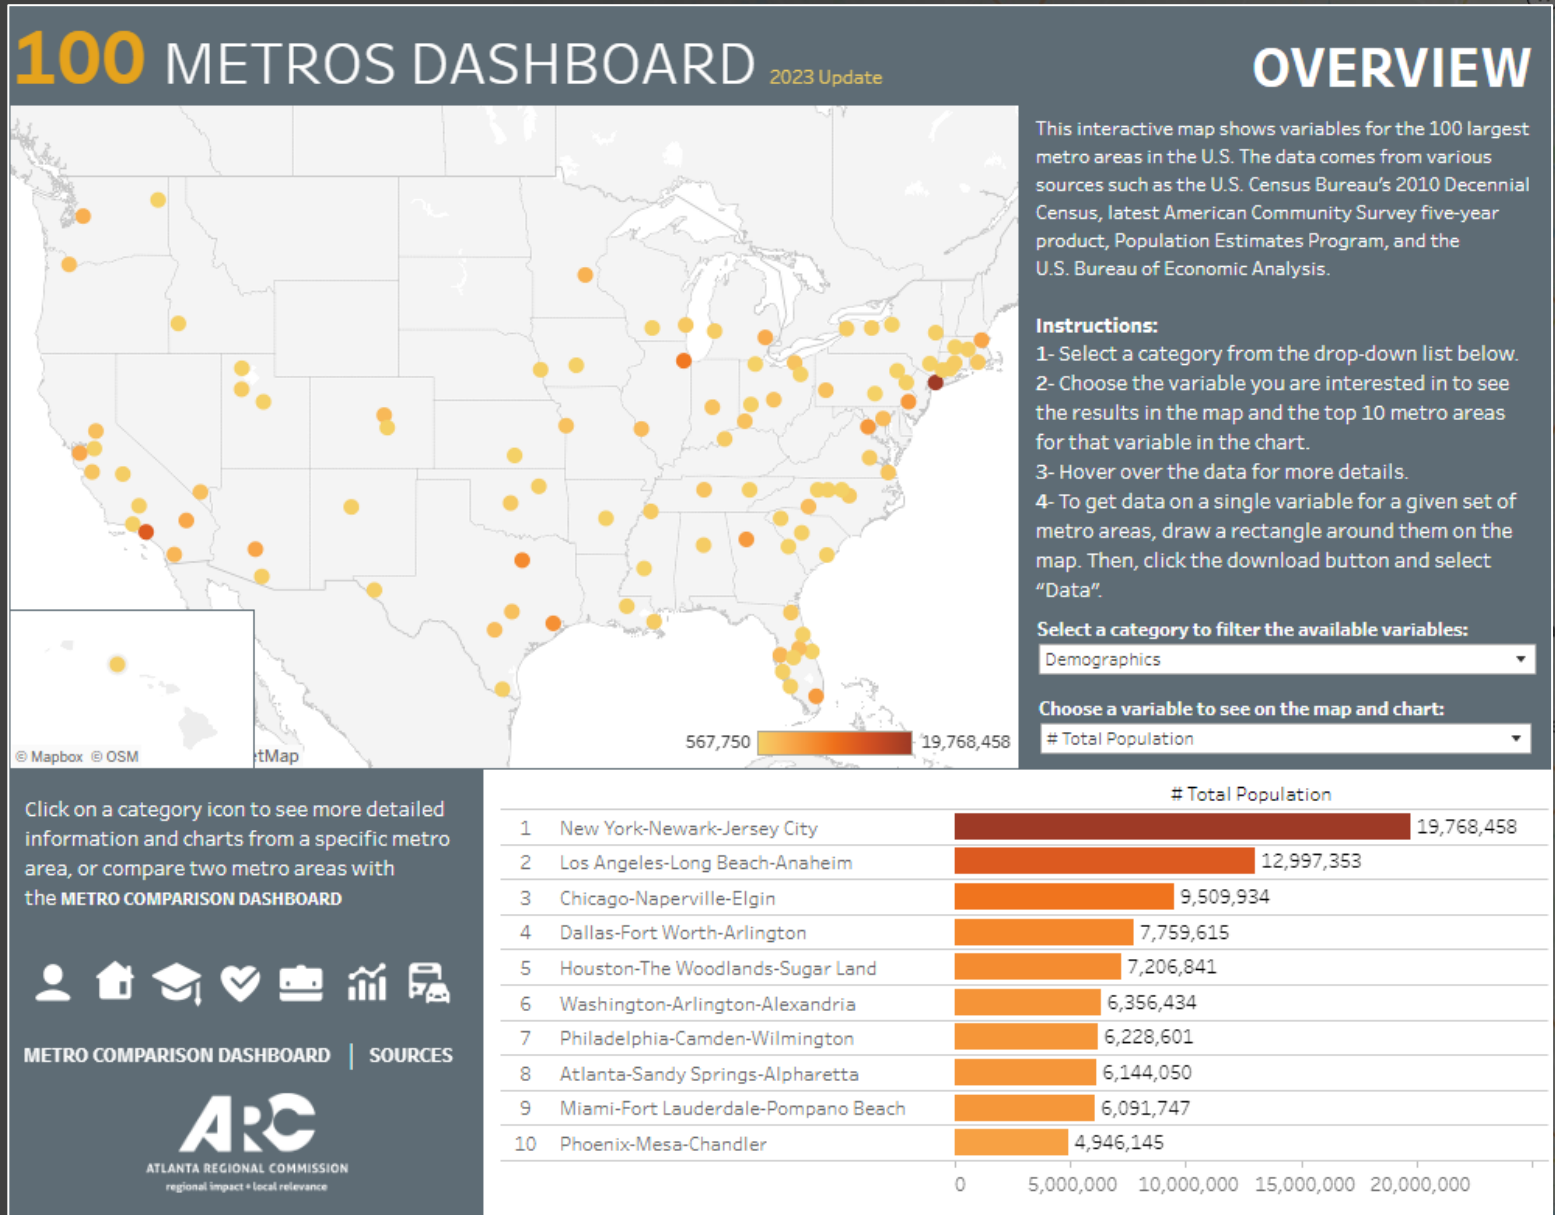 100 METROS DASHBOARD 2023 Update
OVERVIEW
This interactive map shows variables for the 100 largest
metro areas in the U.S. The data comes from various
sources such as the U.S. Census Bureau's 2010 Decennial
Census, latest American Community Survey five-year
product, Population Estimates Program, and the
U.S. Bureau of Economic Analysis.
Instructions:
1- Select a category from the drop-down list below.
2- Choose the variable you are interested in to see
the results in the map and the top 10 metro areas
for that variable in the chart.
3- Hover over the data for more details.
4- To get data on a single variable for a given set of
metro areas, draw a rectangle around them on the
map. Then, click the download button and select
"Data".
Select a category to filter the available variables:
Demographics
Choose a variable to see on the map and chart:
# Total Population
567,750 19,768,458
© Mapbox © OSM
etMap
Click on a category icon to see more detailed
information and charts from a specific metro
area, or compare two metro areas with
the METRO COMPARISON DASHBOARD
METRO COMPARISON DASHBOARD | SOURCES
ARC
ATLANTA REGIONAL COMMISSION
regional impact + local relevance
# Total Population
1 New York-Newark-Jersey City 19,768,458
2 Los Angeles-Long Beach-Anaheim 12,997,353
3 Chicago-Naperville-Elgin 9,509,934
4 Dallas-Fort Worth-Arlington 7,759,615
5 Houston-The Woodlands-Sugar Land 7,206,841
6 Washington-Arlington-Alexandria 6,356,434
7 Philadelphia-Camden-Wilmington 6,228,601
8 Atlanta-Sandy Springs-Alpharetta 6,144,050
9 Miami-Fort Lauderdale-Pompano Beach 6,091,747
10 Phoenix-Mesa-Chandler 4,946,145
0 5,000,000 10,000,000 15,000,000 20,000,000